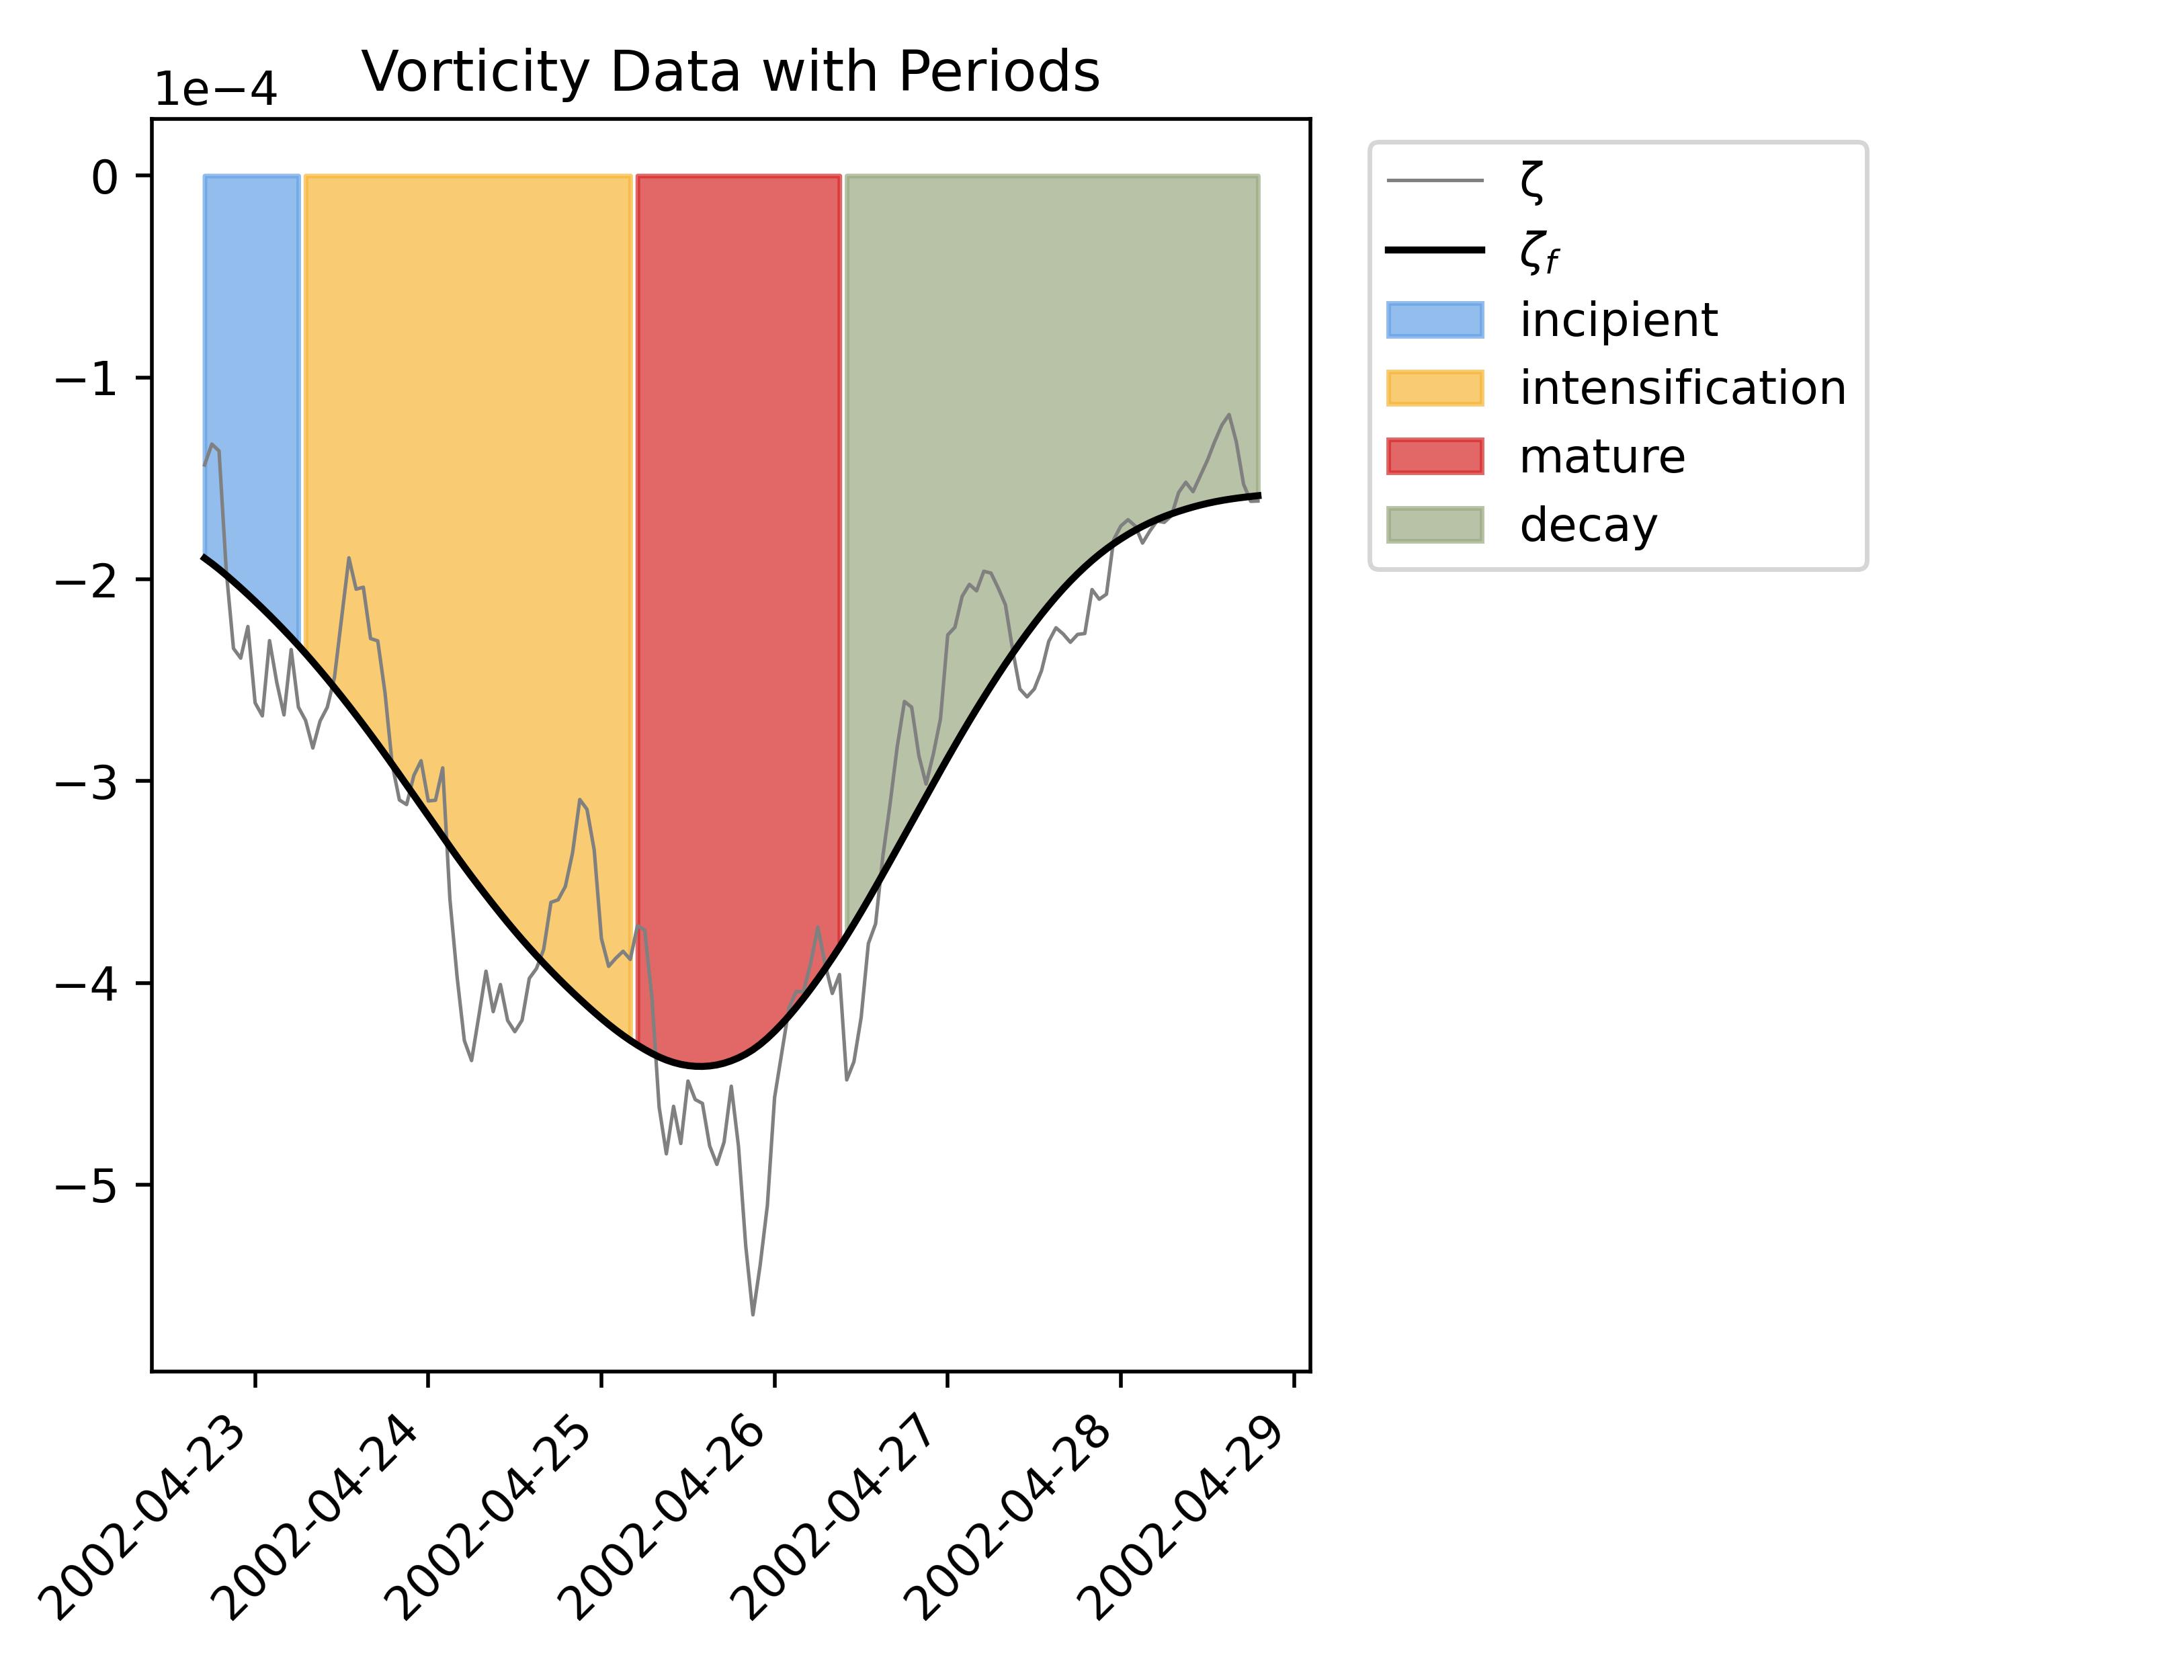 Vorticity Data with Periods
1e−4
0
−1
−2
−3
−4
−5
2002-04-23
2002-04-24
2002-04-25
2002-04-26
2002-04-27
2002-04-28
2002-04-29
ζ
ζ_f
incipient
intensification
mature
decay